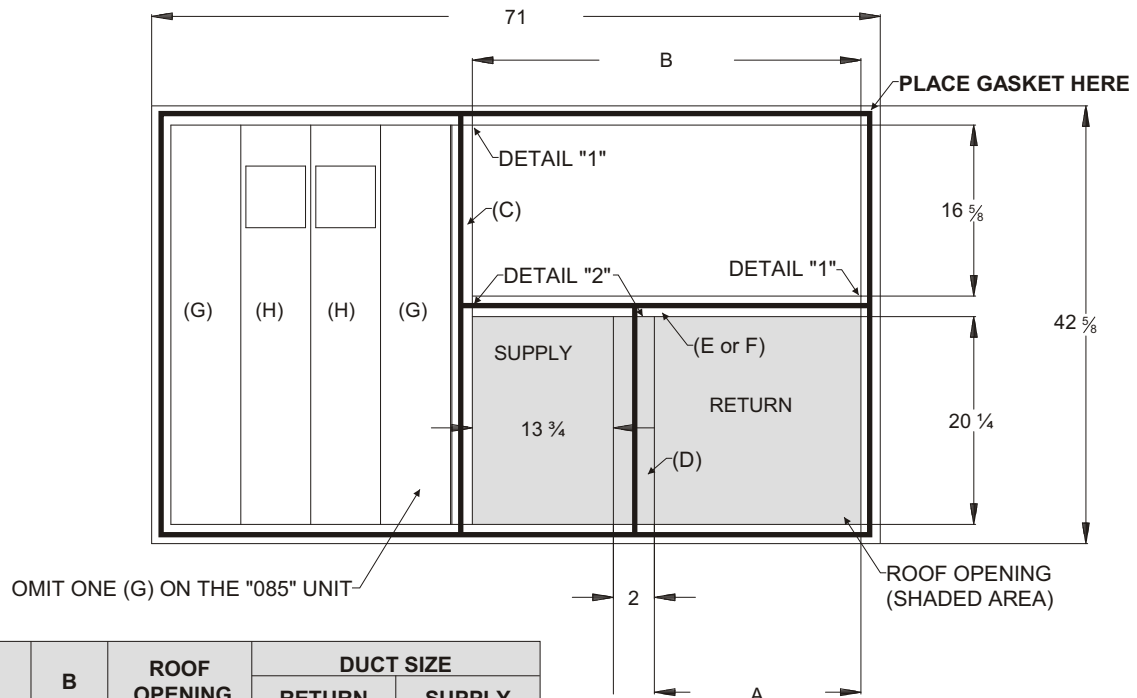 71
B
PLACE GASKET HERE
DETAIL "1"
(C)
16 ⅝
DETAIL "2"
DETAIL "1"
(G)
(H)
(H)
(G)
42 ⅝
(E or F)
SUPPLY
RETURN
13 ¾
20 ¼
(D)
OMIT ONE (G) ON THE "085" UNIT
2
ROOF OPENING
(SHADED AREA)
B
ROOF
OPENING
DUCT SIZE
RETURN
SUPPLY
A